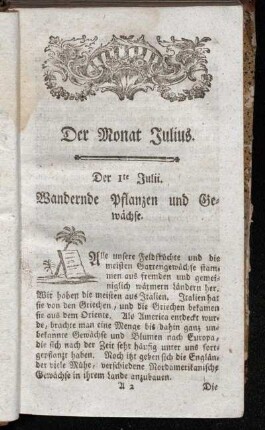 Der Monat Julius.
Der 1te Julii.
Wandernde Pflanzen und Ge-
wächse.
Alle unsere Feldfrüchte und die
meisten Gartengewächse stam-
men aus fremden und gemei-
niglich wärmern ländern her.
Wir haben die meisten aus Italien. Italien hat
sie von den Griechen, und die Griechen bekamen
sie aus dem Oriente. Als America entdeckt wur-
de, brachte man eine Menge bis dahin ganz un-
bekannte Gewächse und Blumen nach Europa,
die sich nach der Zeit sehr häufig unter uns fort-
gepflanzt haben. Noch itzt geben sich die Englän-
der viele Mühe, verschiedene Nordamerikanische
Gewächse in ihrem Lande anzubauen.
A 2 Die